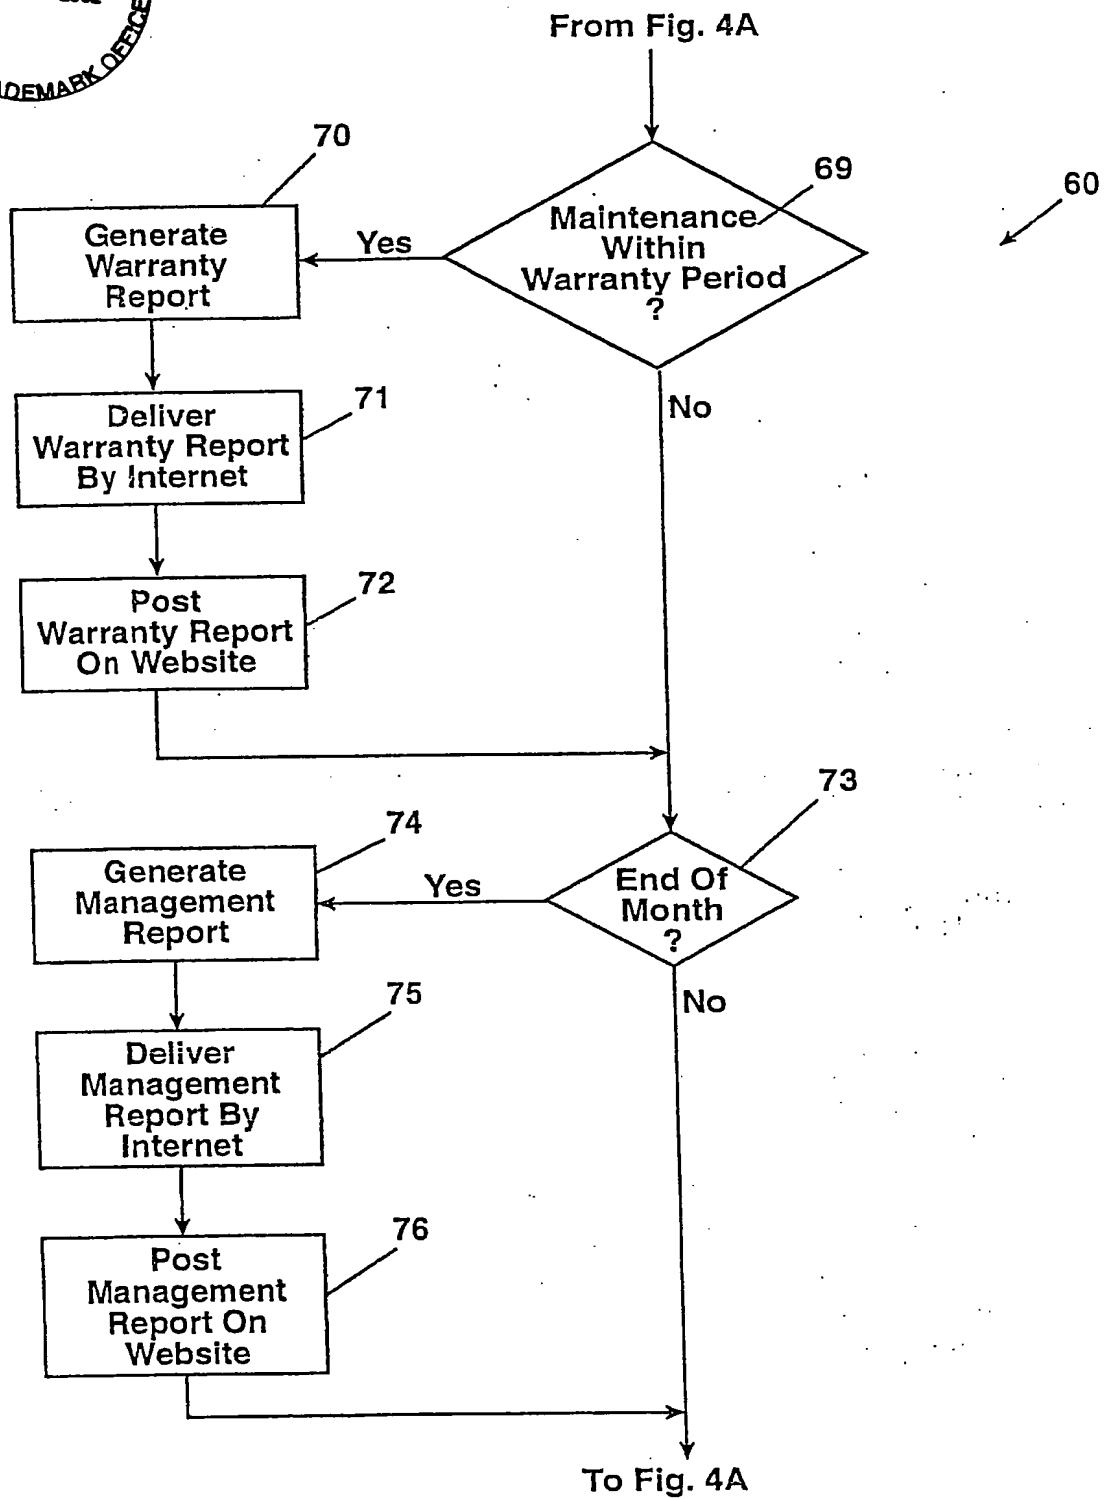 DEMARK OFFICE
From Fig. 4A
70
69
60
Maintenance
Within
Warranty Period
?
Yes
Generate
Warranty
Report
No
71
Deliver
Warranty Report
By Internet
72
Post
Warranty Report
On Website
73
74
End Of
Month
?
Yes
Generate
Management
Report
No
75
Deliver
Management
Report By
Internet
76
Post
Management
Report On
Website
To Fig. 4A